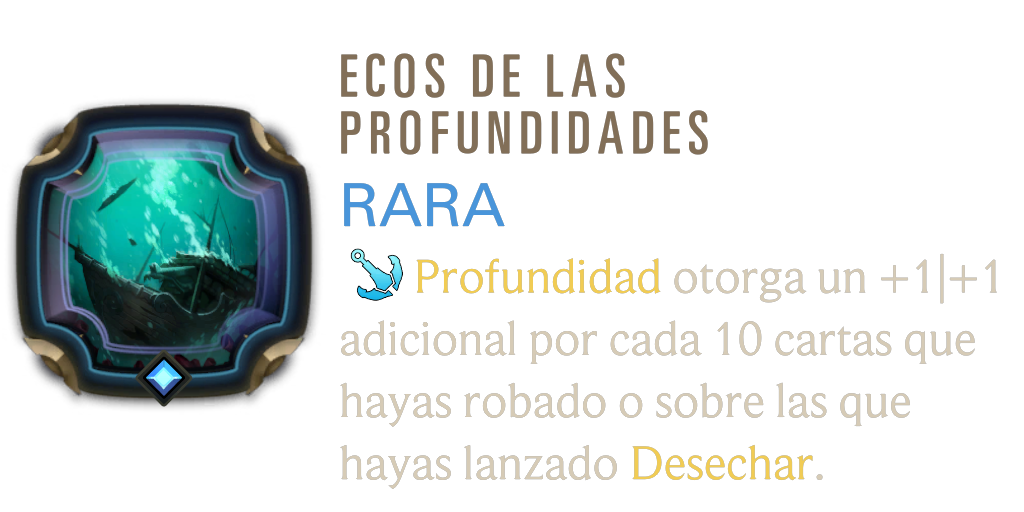 ECOS DE LAS
PROFUNDIDADES
RARA
Profundidad otorga un +1|+1
adicional por cada 10 cartas que
hayas robado o sobre las que
hayas lanzado Desechar.